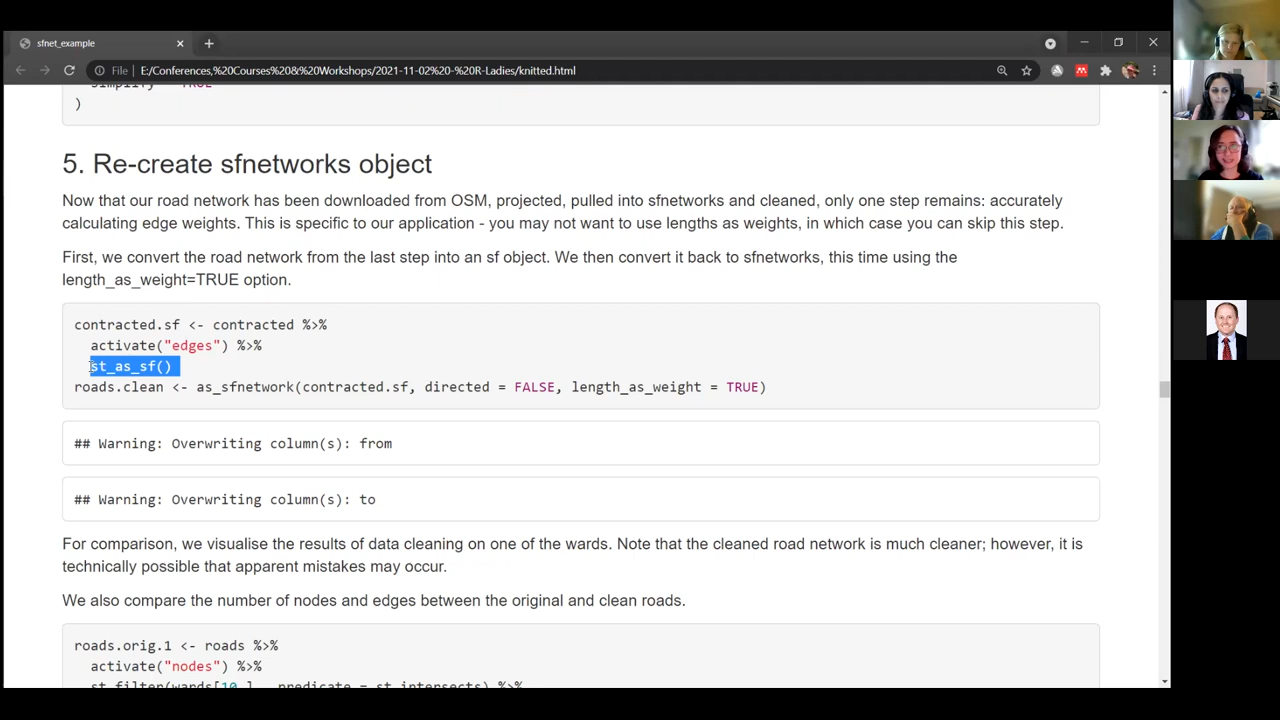 sfnet_example
File E:/Conferences,%20Courses%20&%20Workshops/2021-11-02%20-%20R-Ladies/knitted.html
simplify = TRUE
)
5. Re-create sfnetworks object
Now that our road network has been downloaded from OSM, projected, pulled into sfnetworks and cleaned, only one step remains: accurately
calculating edge weights. This is specific to our application - you may not want to use lengths as weights, in which case you can skip this step.
First, we convert the road network from the last step into an sf object. We then convert it back to sfnetworks, this time using the
length_as_weight=TRUE option.
contracted.sf <- contracted %>%
activate("edges") %>%
st_as_sf()
roads.clean <- as_sfnetwork(contracted.sf, directed = FALSE, length_as_weight = TRUE)
## Warning: Overwriting column(s): from
## Warning: Overwriting column(s): to
For comparison, we visualise the results of data cleaning on one of the wards. Note that the cleaned road network is much cleaner; however, it is
technically possible that apparent mistakes may occur.
We also compare the number of nodes and edges between the original and clean roads.
roads.orig.1 <- roads %>%
activate("nodes") %>%
st_filter(wards[10,], .predicate = st_intersects) %>%